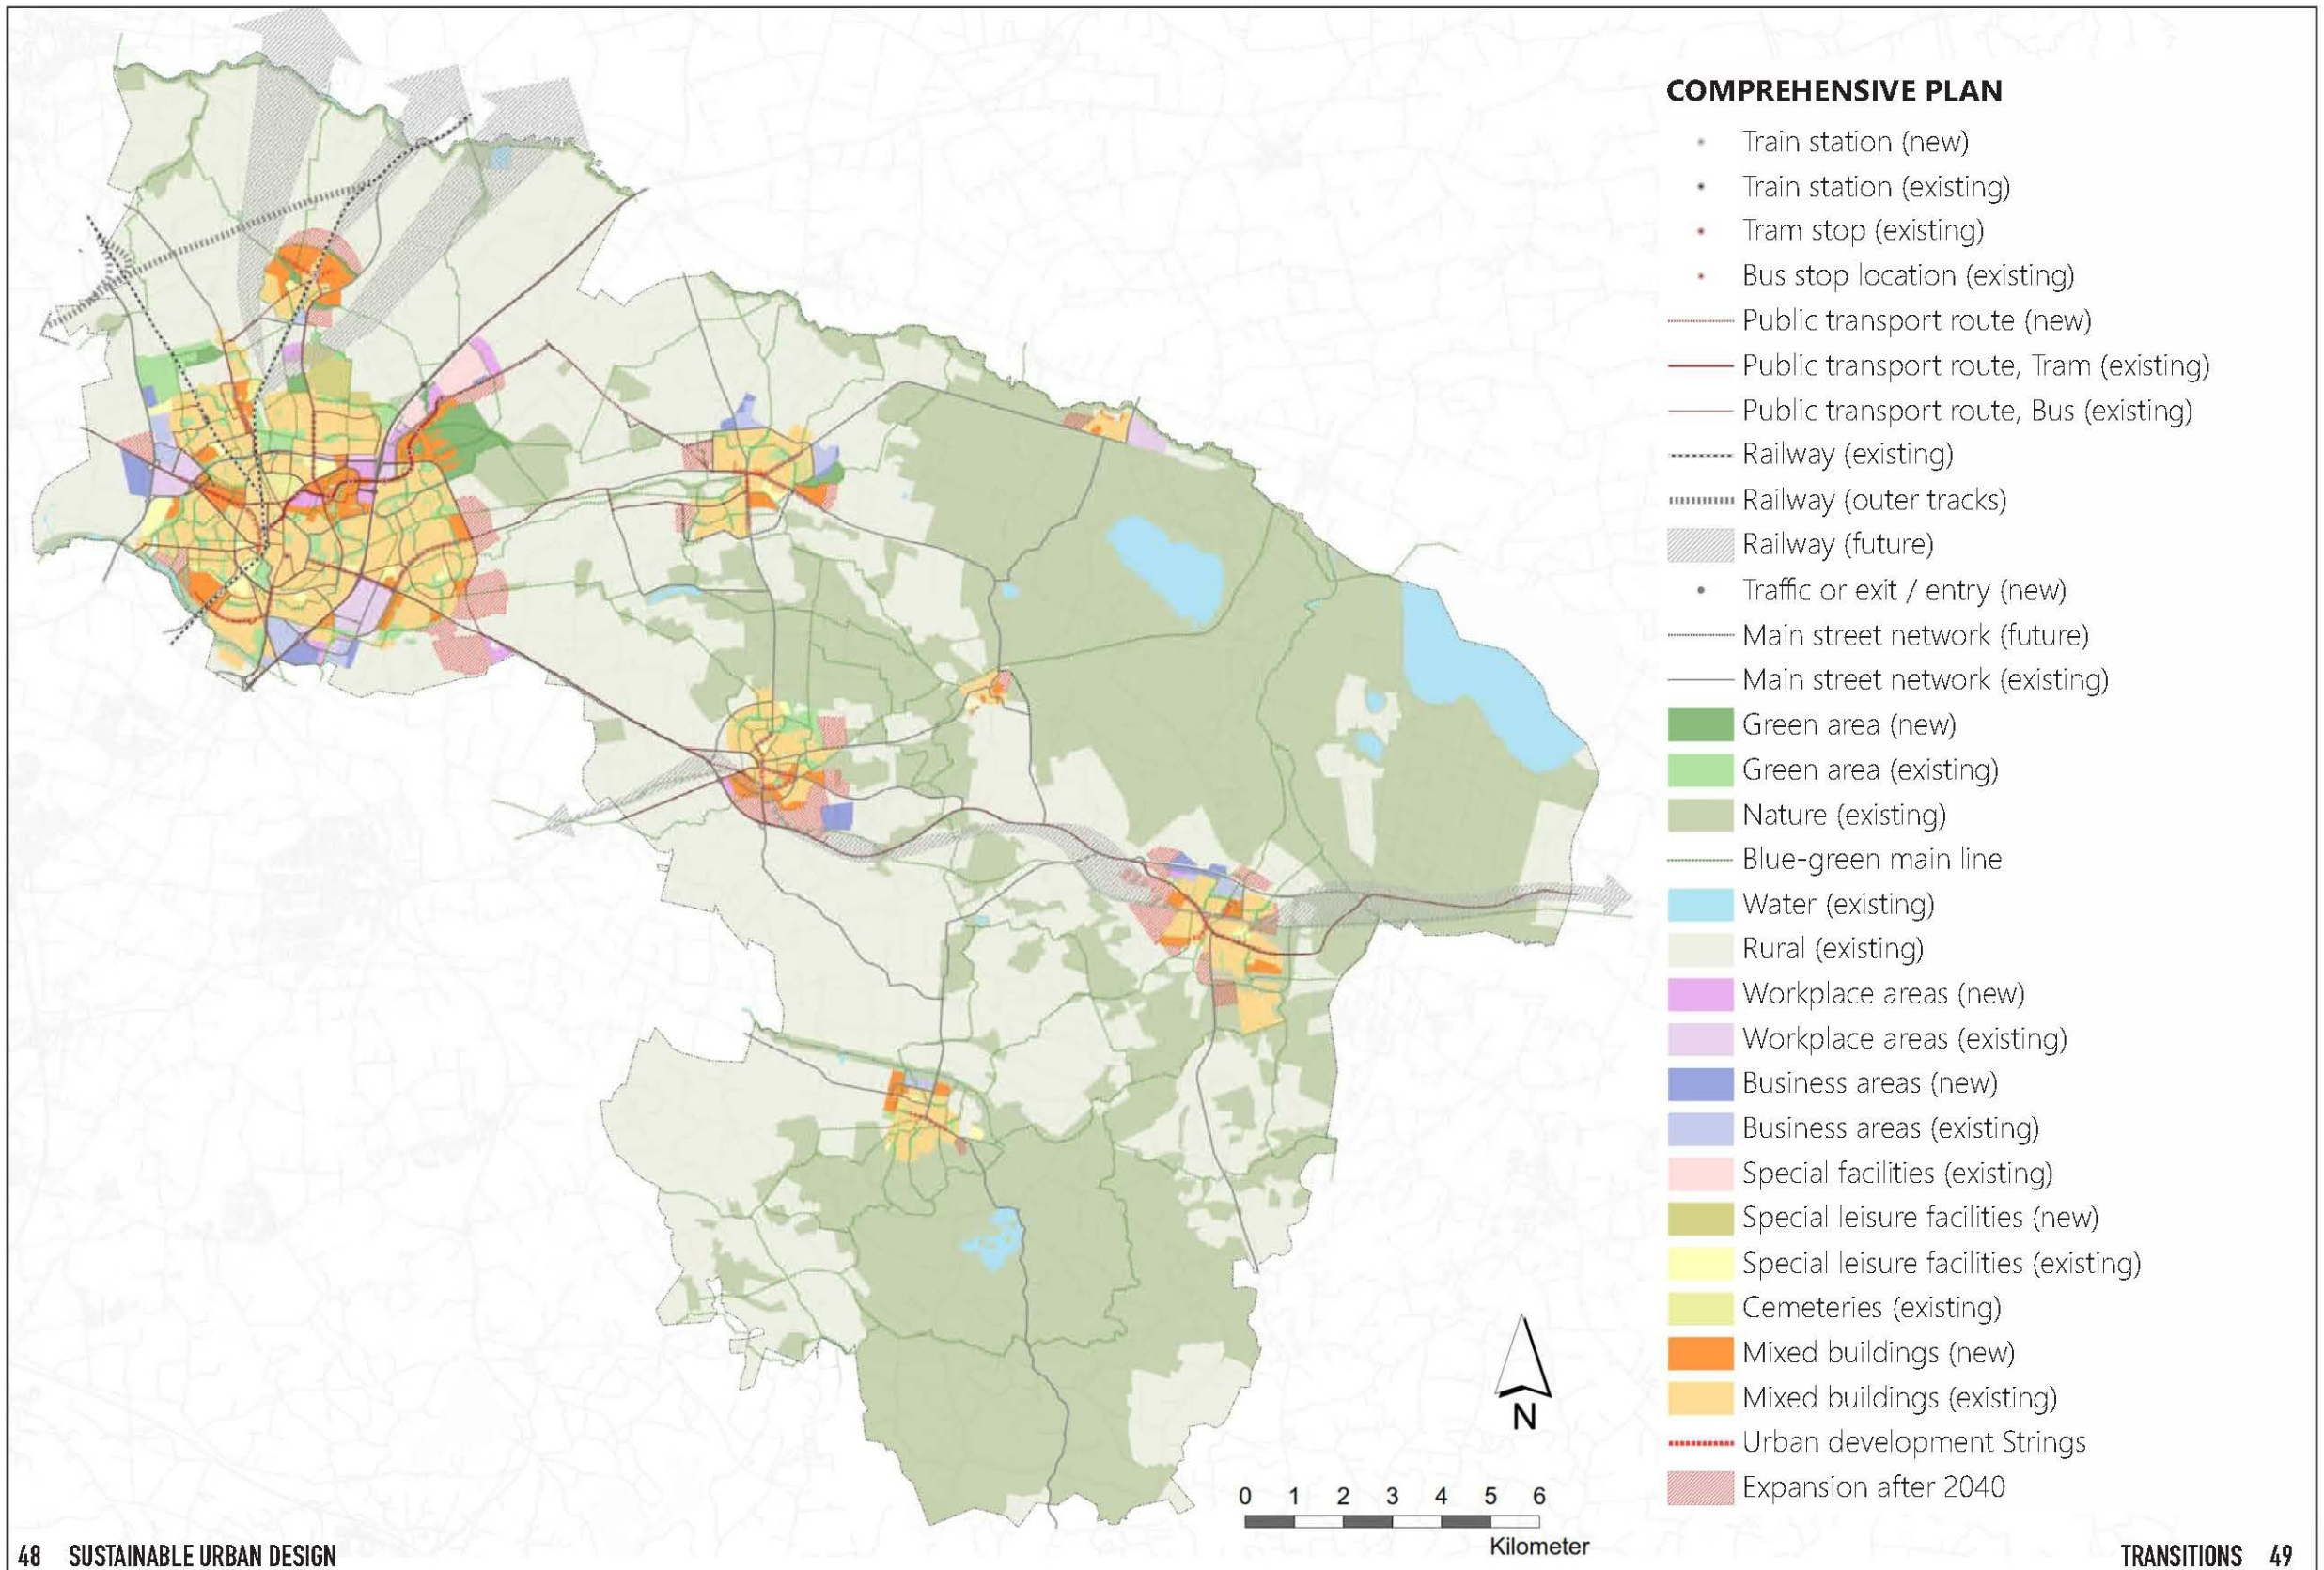 COMPREHENSIVE PLAN
Train station (new)
Train station (existing)
Tram stop (existing)
Bus stop location (existing)
Public transport route (new)
Public transport route, Tram (existing)
Public transport route, Bus (existing)
Railway (existing)
Railway (outer tracks)
Railway (future)
Traffic or exit / entry (new)
Main street network (future)
Main street network (existing)
Green area (new)
Green area (existing)
Nature (existing)
Blue-green main line
Water (existing)
Rural (existing)
Workplace areas (new)
Workplace areas (existing)
Business areas (new)
Business areas (existing)
Special facilities (existing)
Special leisure facilities (new)
Special leisure facilities (existing)
Cemeteries (existing)
Mixed buildings (new)
Mixed buildings (existing)
Urban development Strings
Expansion after 2040
N
0 1 2 3 4 5 6
Kilometer
48 SUSTAINABLE URBAN DESIGN
TRANSITIONS 49